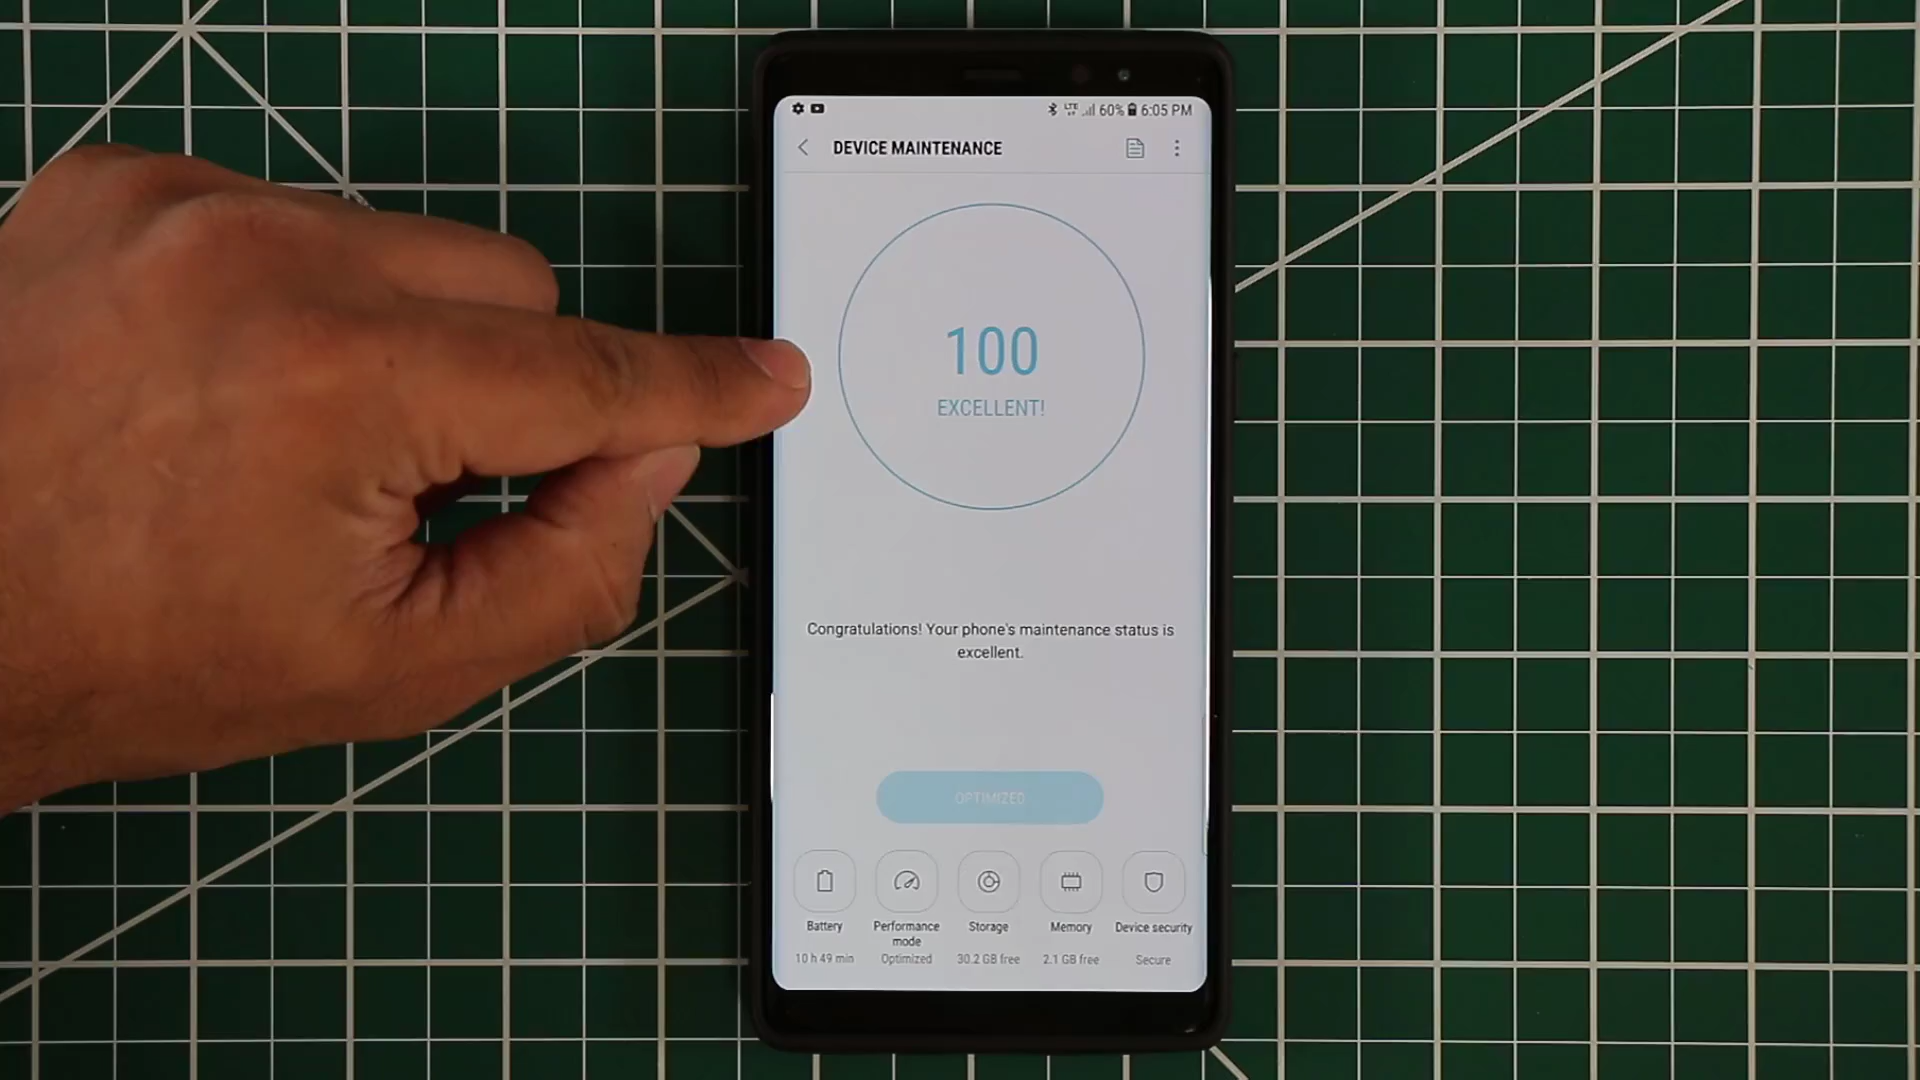 LTE 60% 6:05 PM
DEVICE MAINTENANCE
100
EXCELLENT!
Congratulations! Your phone's maintenance status is
excellent.
OPTIMIZED
Battery
10 h 49 min
Performance
mode
Optimized
Storage
30.2 GB free
Memory
2.1 GB free
Device security
Secure